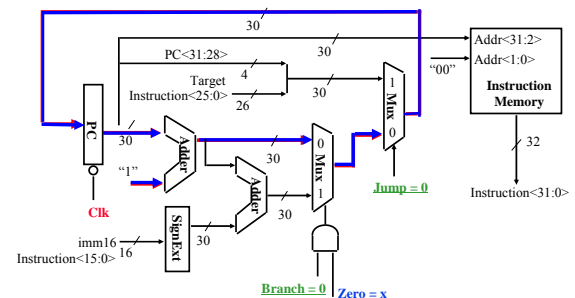 30
30
PC<31:28>
4
Target
Instruction<25:0>
26
30
1
Mux
0
Addr<31:2>
Addr<1:0>
“00”
Instruction
Memory
32
Instruction<31:0>
PC
30
Adder
“1”
30
0
Mux
1
Adder
30
Jump = 0
Clk
SignExt
30
imm16
Instruction<15:0>
16
Branch = 0
Zero = x